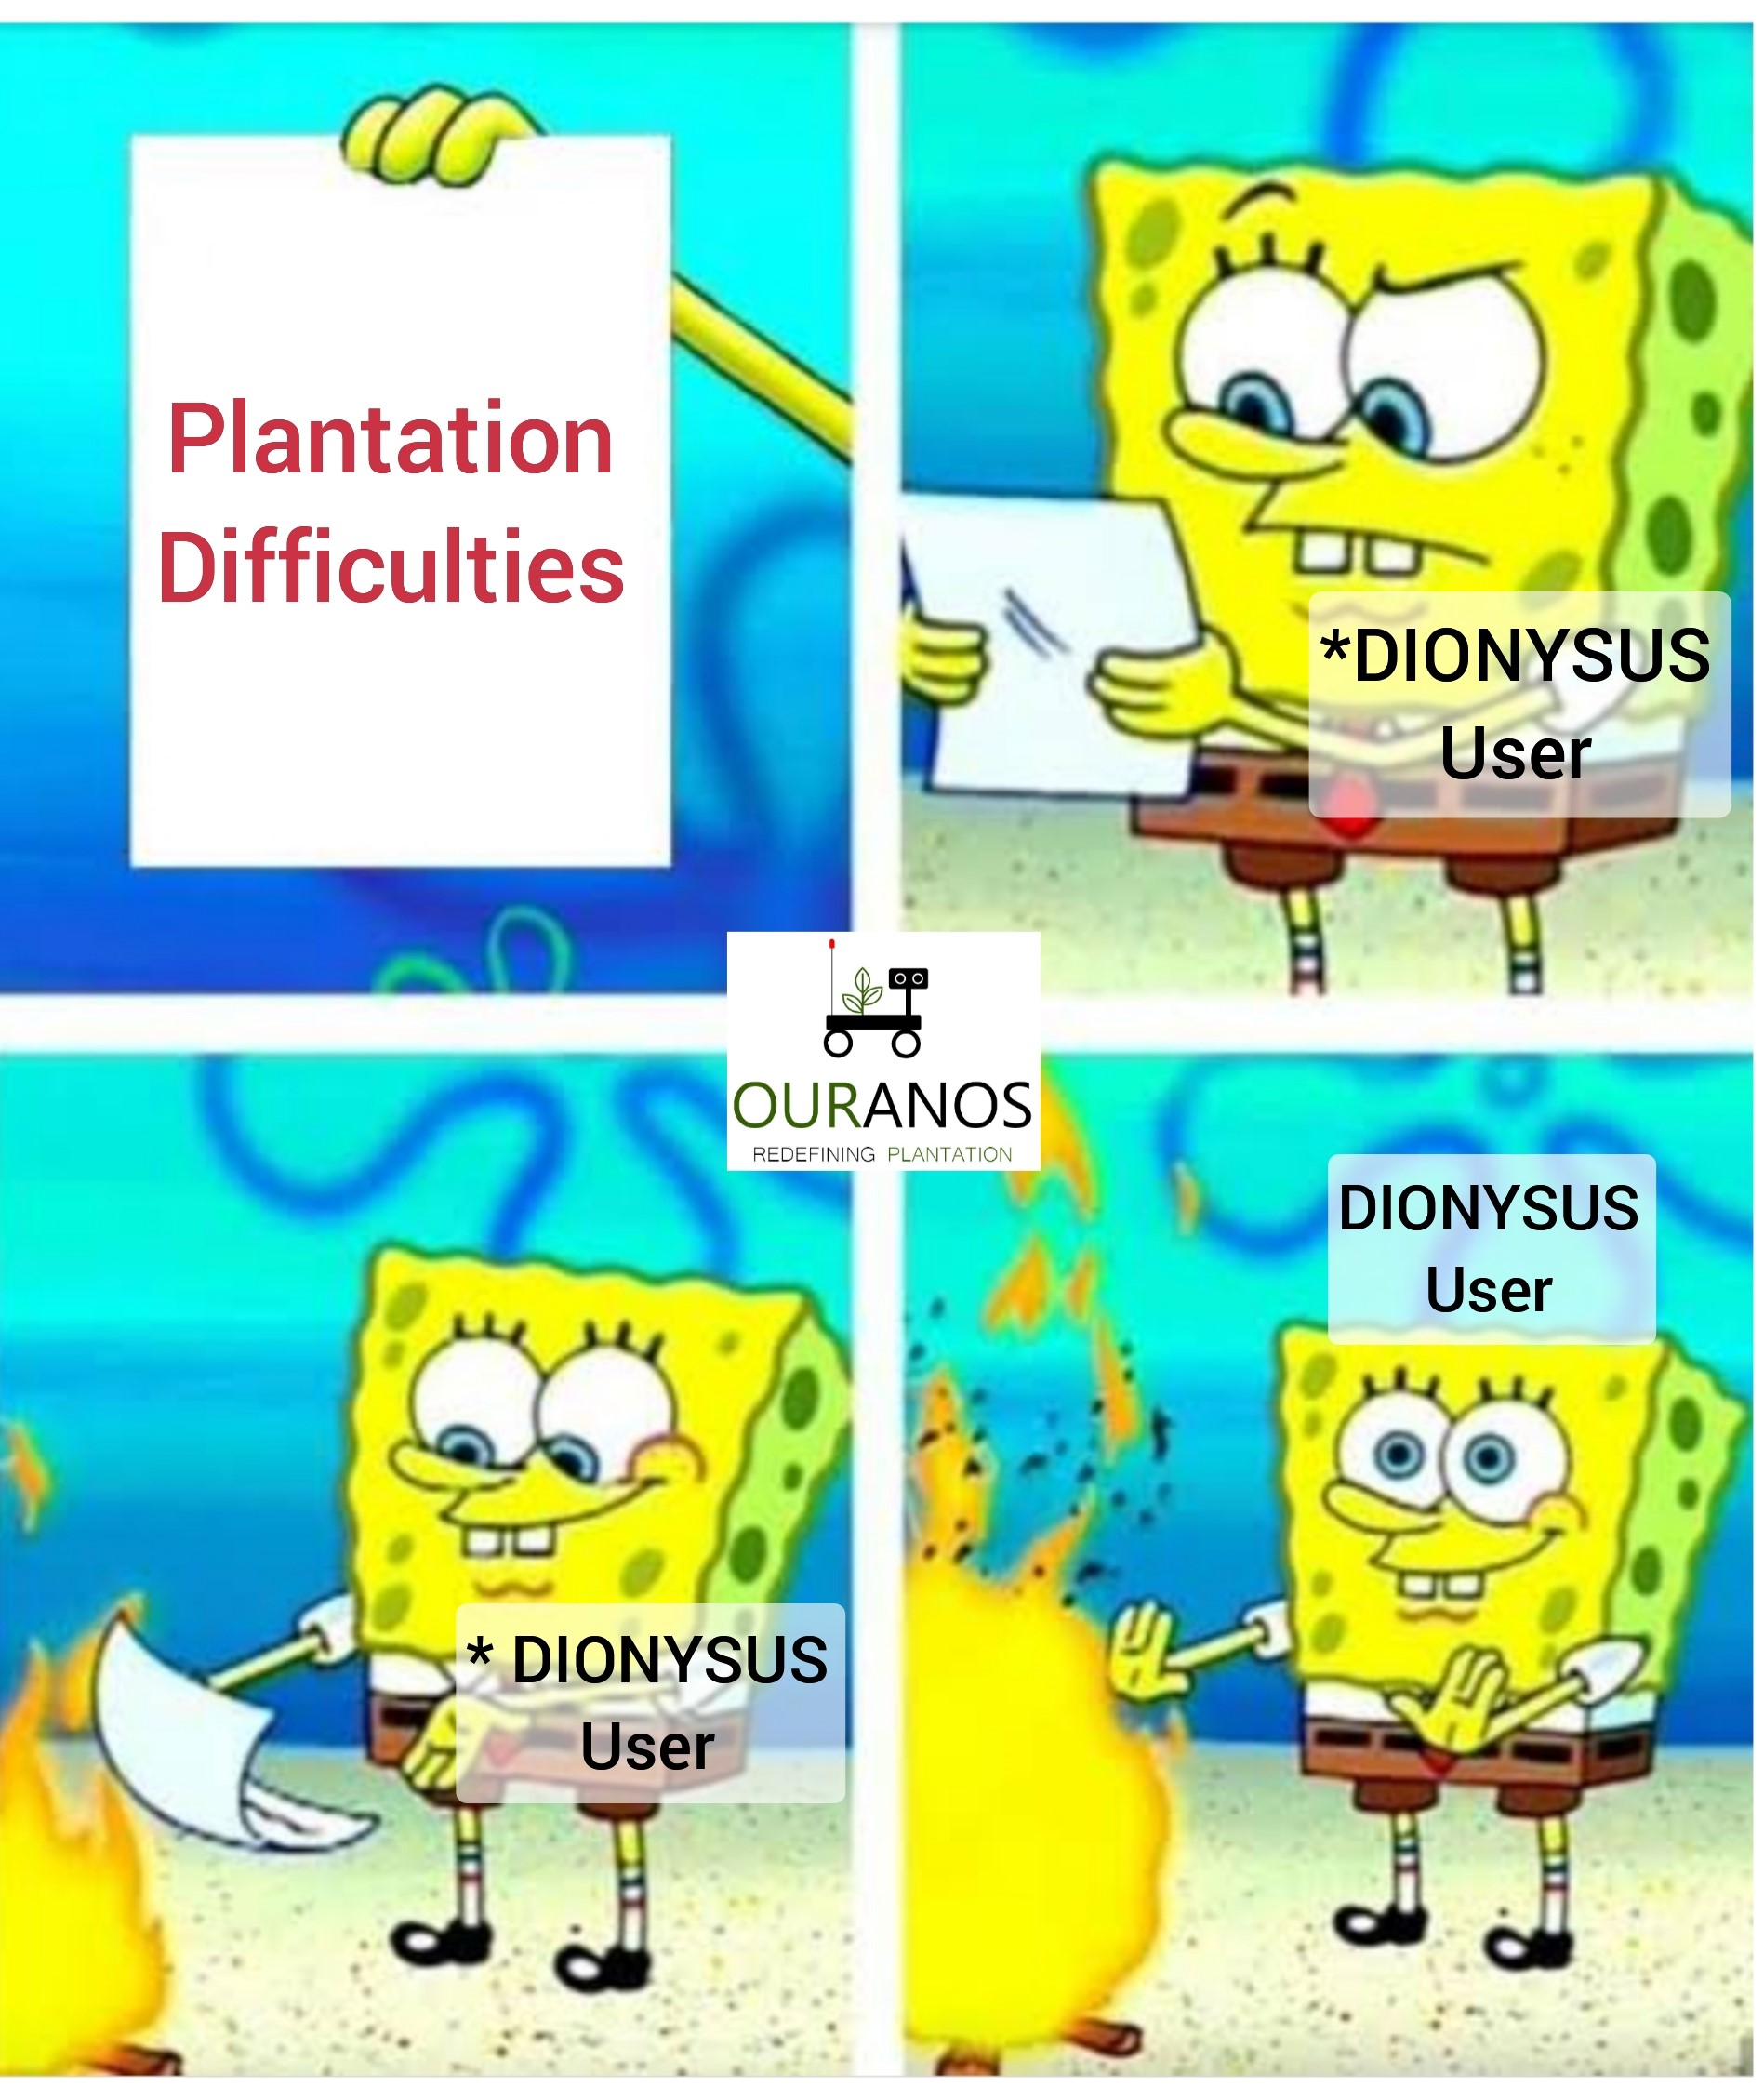 Plantation
Difficulties
*DIONYSUS
User
OURANOS
REDEFINING PLANTATION
* DIONYSUS
User
DIONYSUS
User